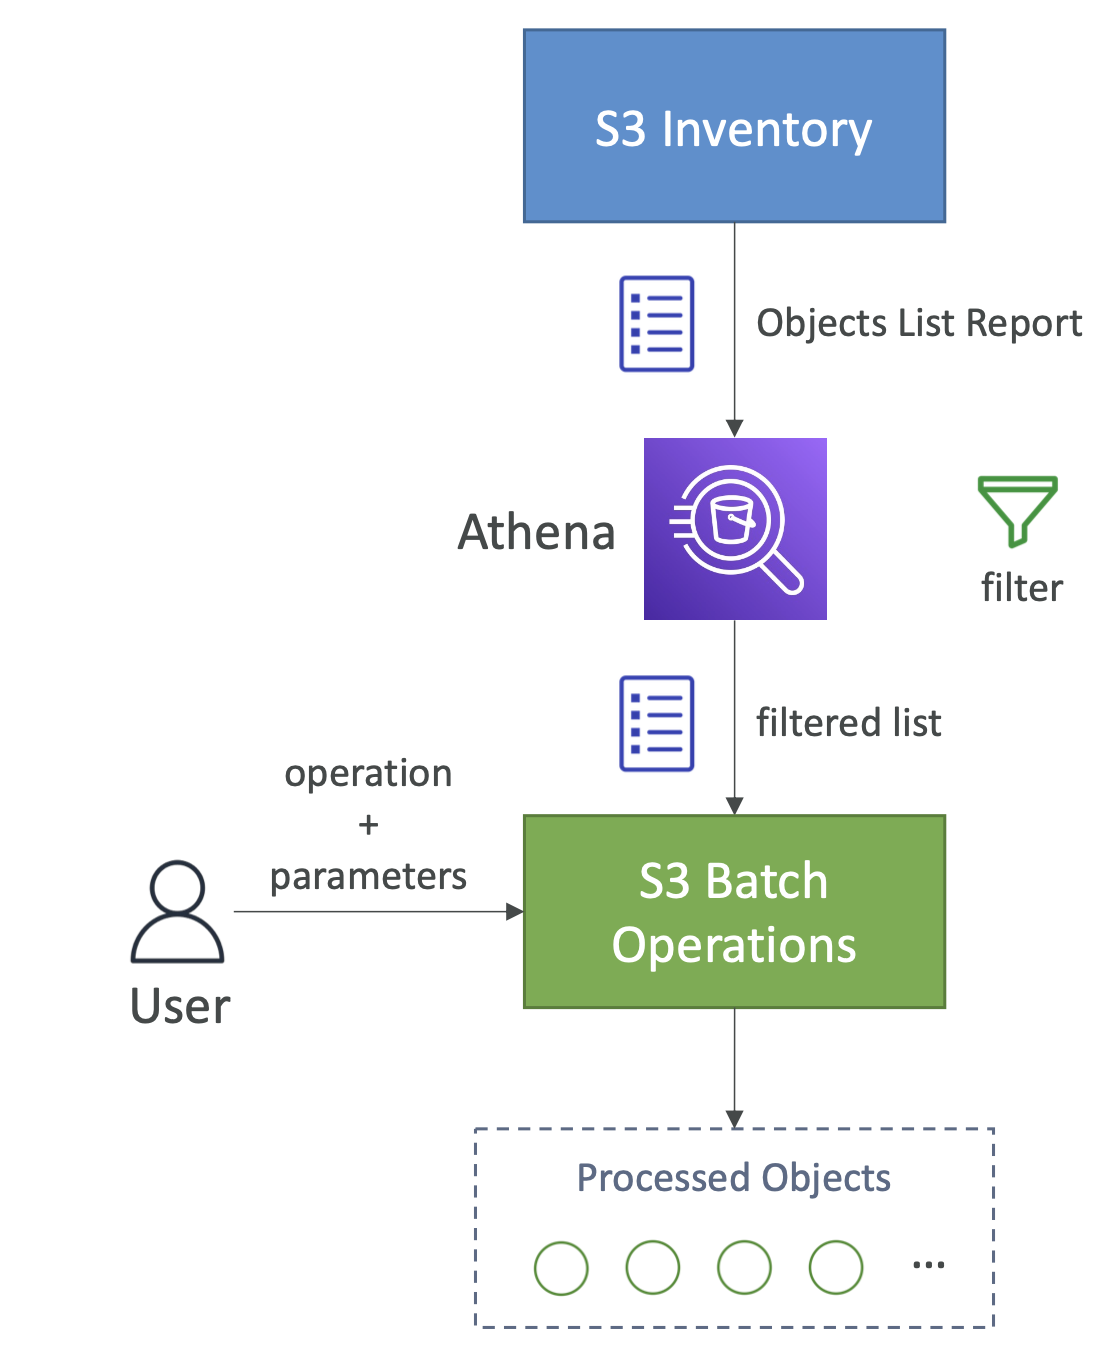 S3 Inventory
Objects List Report
Athena
filter
filtered list
operation
+
parameters
User
S3 Batch
Operations
Processed Objects
...